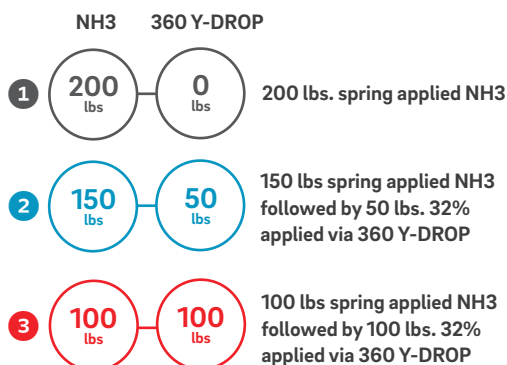 NH3 360 Y-DROP
1 200 lbs 0 lbs 200 lbs. spring applied NH3
2 150 lbs 50 lbs 150 lbs spring applied NH3
followed by 50 lbs. 32%
applied via 360 Y-DROP
3 100 lbs 100 lbs 100 lbs spring applied NH3
followed by 100 lbs. 32%
applied via 360 Y-DROP